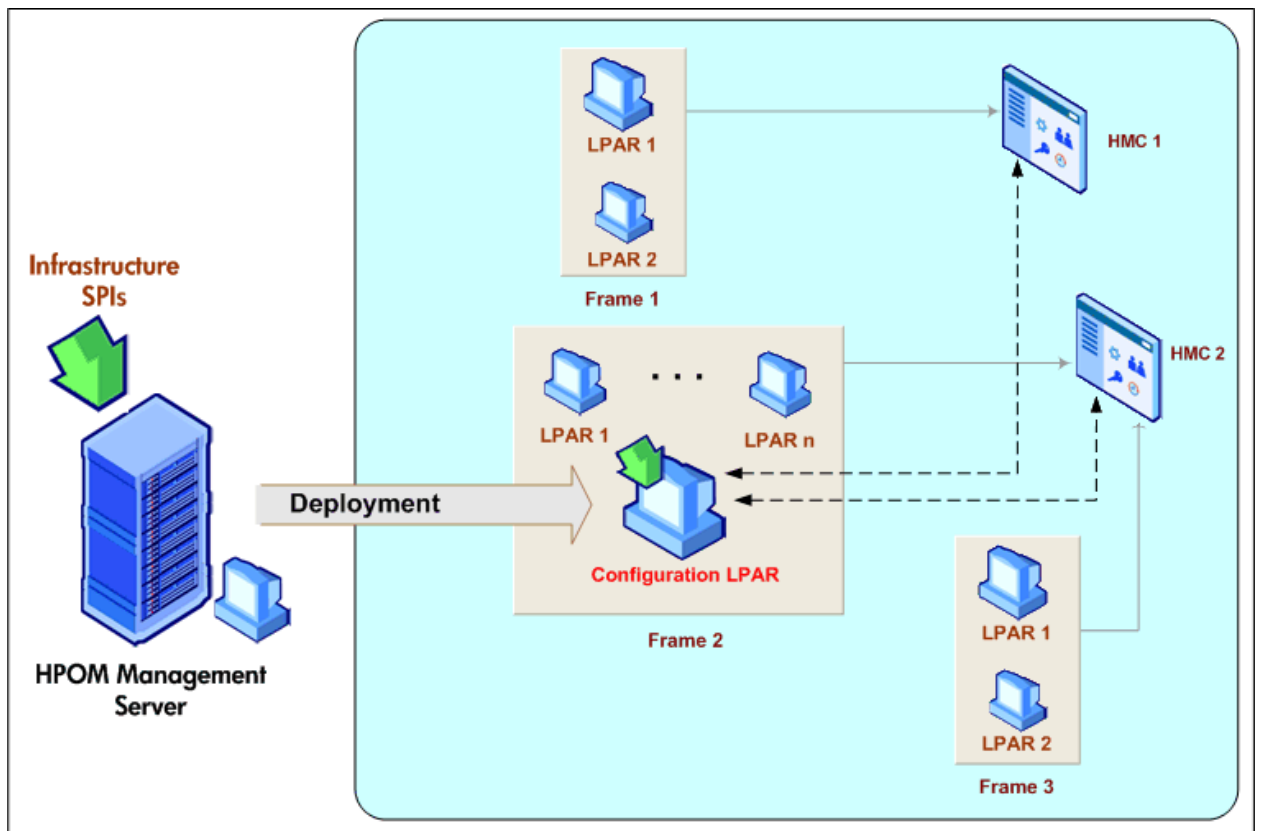 Infrastructure
SPIs
HPOM Management
Server
Deployment
LPAR 1
LPAR 2
Frame 1
HMC 1
LPAR 1
. . .
LPAR n
Configuration LPAR
Frame 2
HMC 2
LPAR 1
LPAR 2
Frame 3